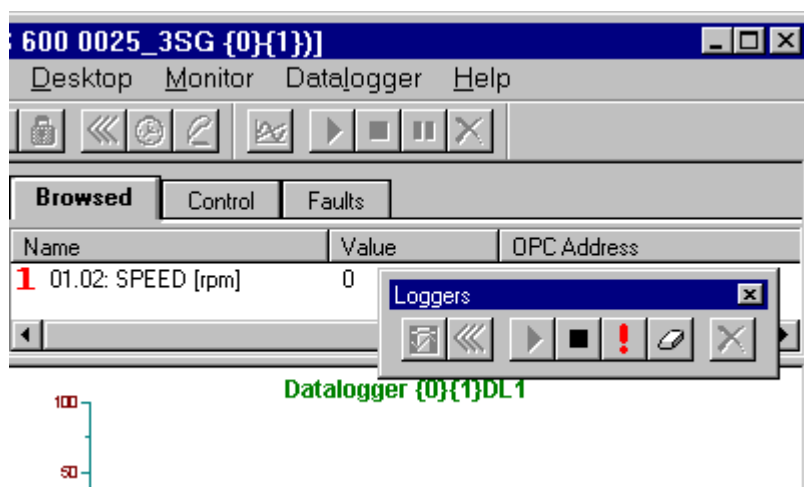 600 0025_3SG {0}{1})]
Desktop Monitor Datalogger Help
Browsed Control Faults
Name Value OPC Address
1 01.02: SPEED [rpm] 0
Loggers
Datalogger {0}{1}DL1
100
50